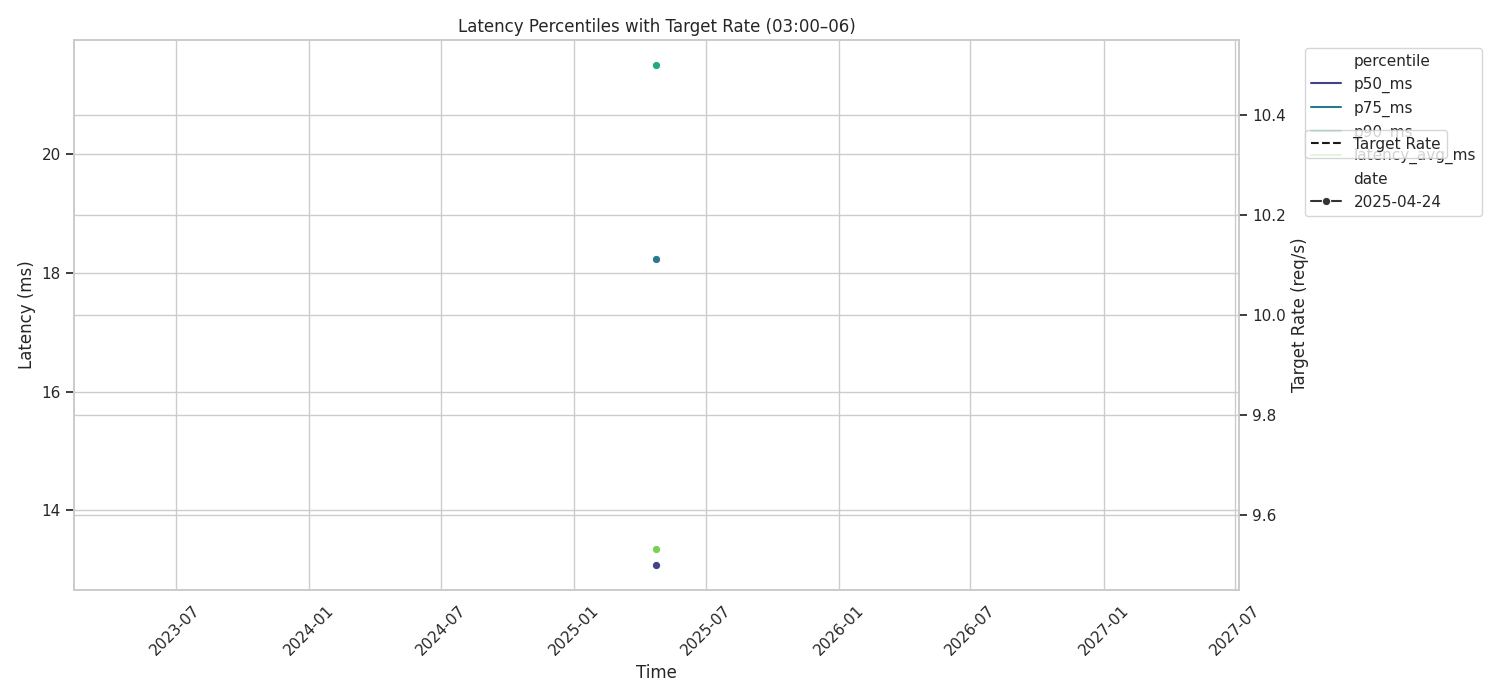 Latency Percentiles with Target Rate (03:00–06)
20
18
16
14
Latency (ms)
10.4
10.2
10.0
9.8
9.6
Target Rate (req/s)
2023-07
2024-01
2024-07
2025-01
2025-07
2026-01
2026-07
2027-01
2027-07
Time
percentile
p50_ms
p75_ms
p90_ms
Target Rate
latency_avg_ms
date
2025-04-24